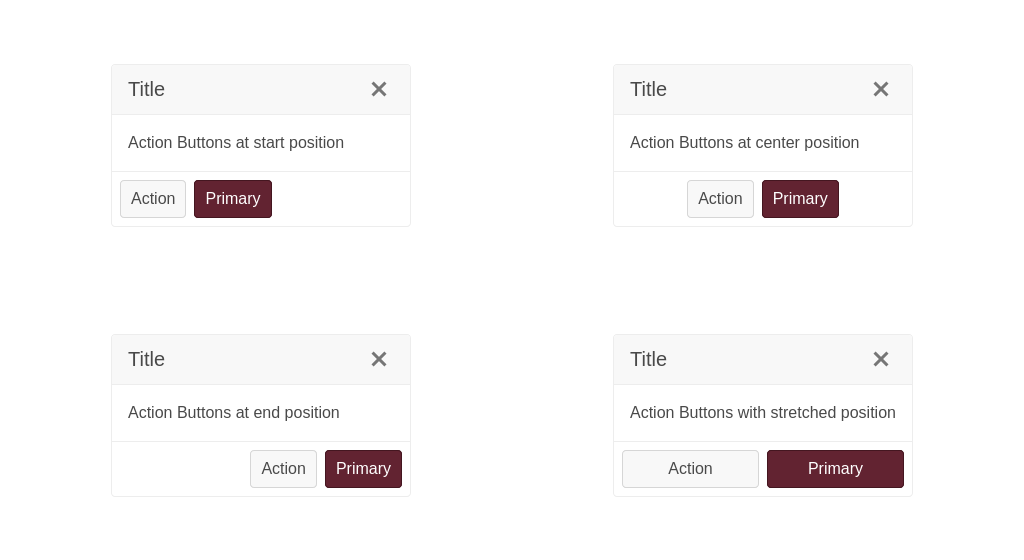 Title
Action Buttons at start position
Action Primary
Title
Action Buttons at center position
Action Primary
Title
Action Buttons at end position
Action Primary
Title
Action Buttons with stretched position
Action Primary